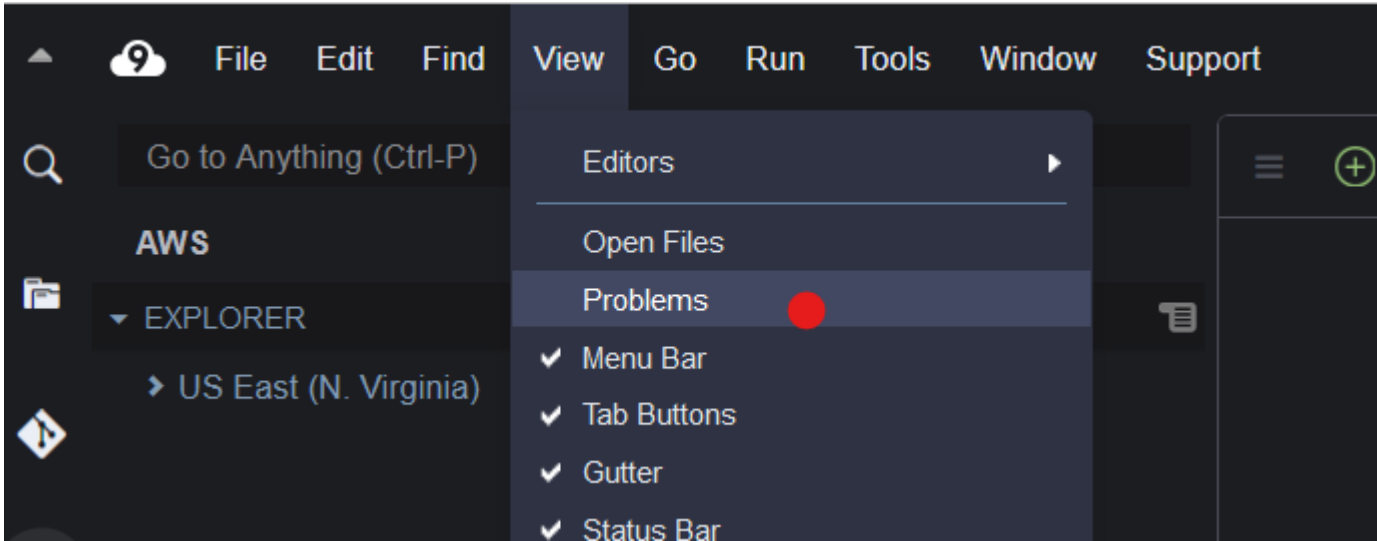 9 File Edit Find View Go Run Tools Window Support
Go to Anything (Ctrl-P)
Editors
AWS
Open Files
Problems
EXPLORER
Menu Bar
US East (N. Virginia)
Tab Buttons
Gutter
Status Bar